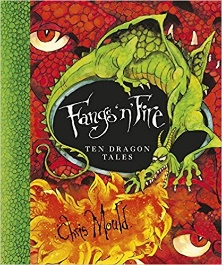 Fangs 'n' Fire
TEN DRAGON
TALES
Chris Mould